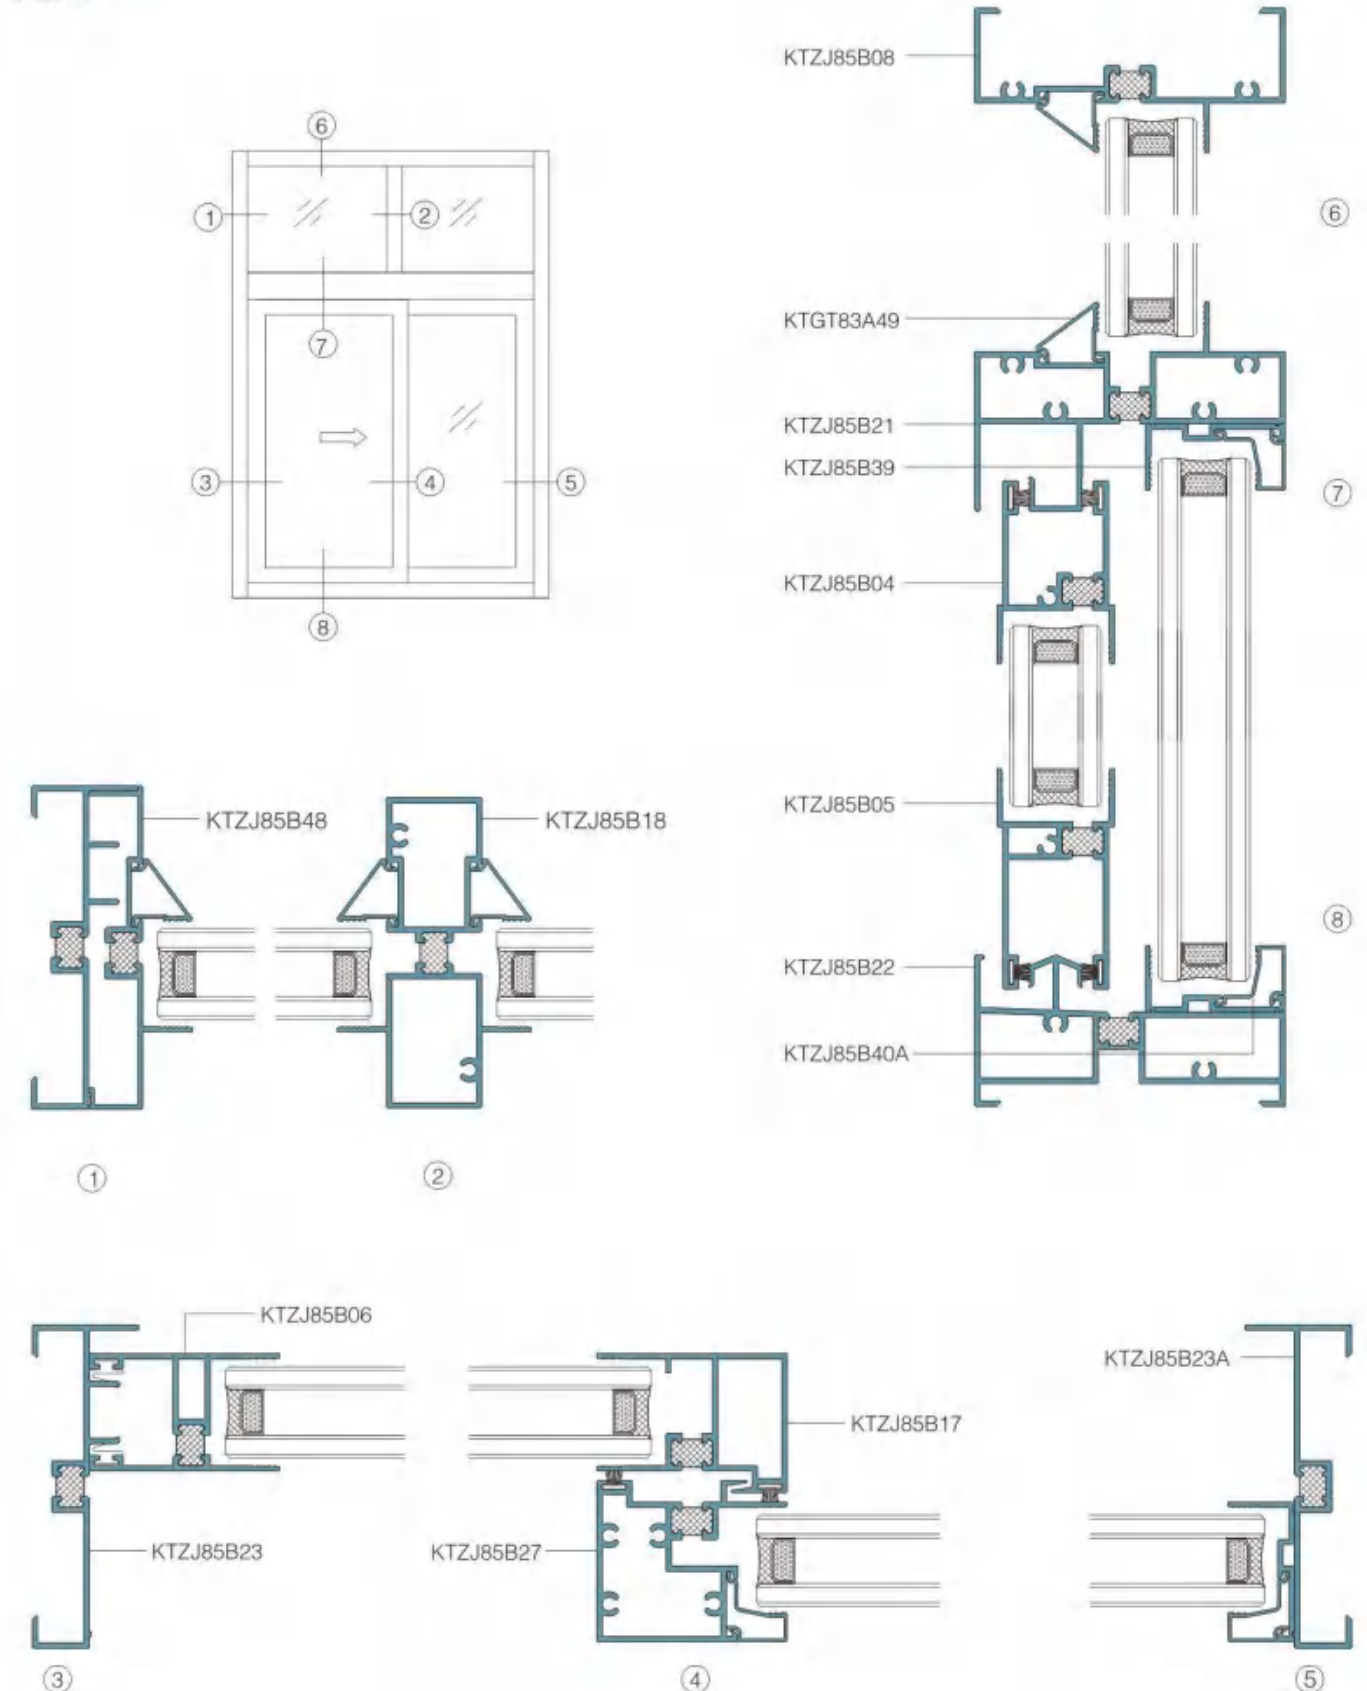 KTZJ85B08
⑥
①
②
⑥
KTGT83A49
⑦
KTZJ85B21
KTZJ85B39
③
④
⑤
⑦
KTZJ85B04
⑧
KTZJ85B05
KTZJ85B48
KTZJ85B18
⑧
KTZJ85B22
KTZJ85B40A
①
②
KTZJ85B06
KTZJ85B23A
KTZJ85B17
KTZJ85B23
KTZJ85B27
③
④
⑤